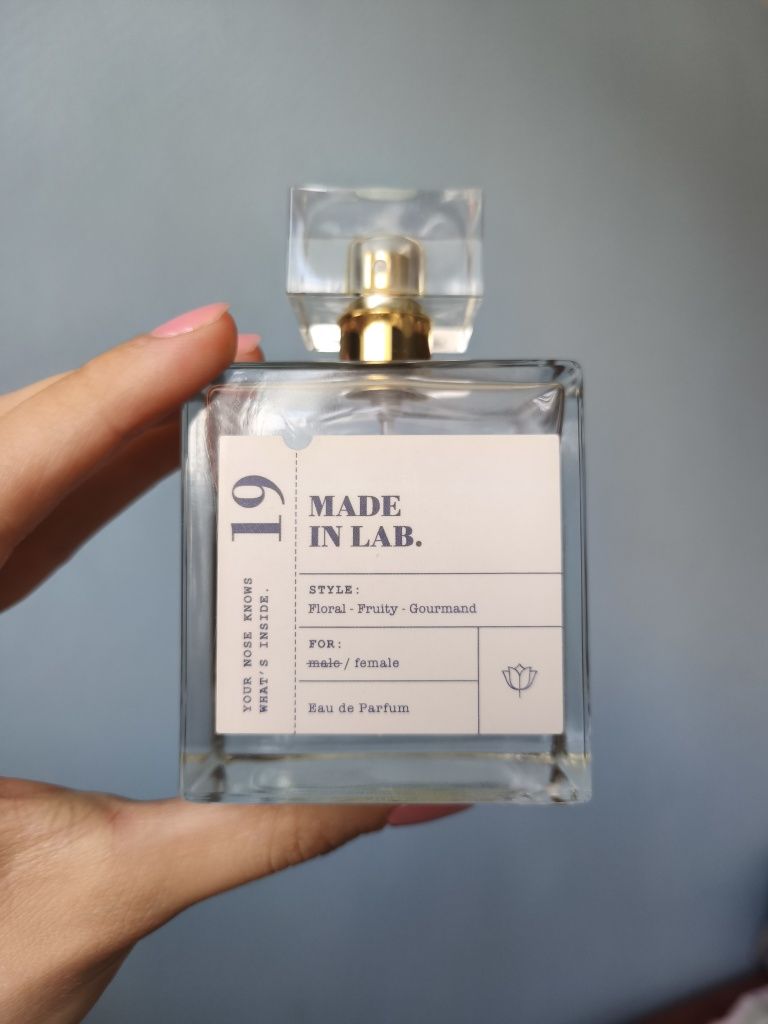 19
YOUR NOSE KNOWS
WHAT'S INSIDE.
MADE
IN LAB.
STYLE:
Floral - Fruity - Gourmand
FOR:
male / female
Eau de Parfum